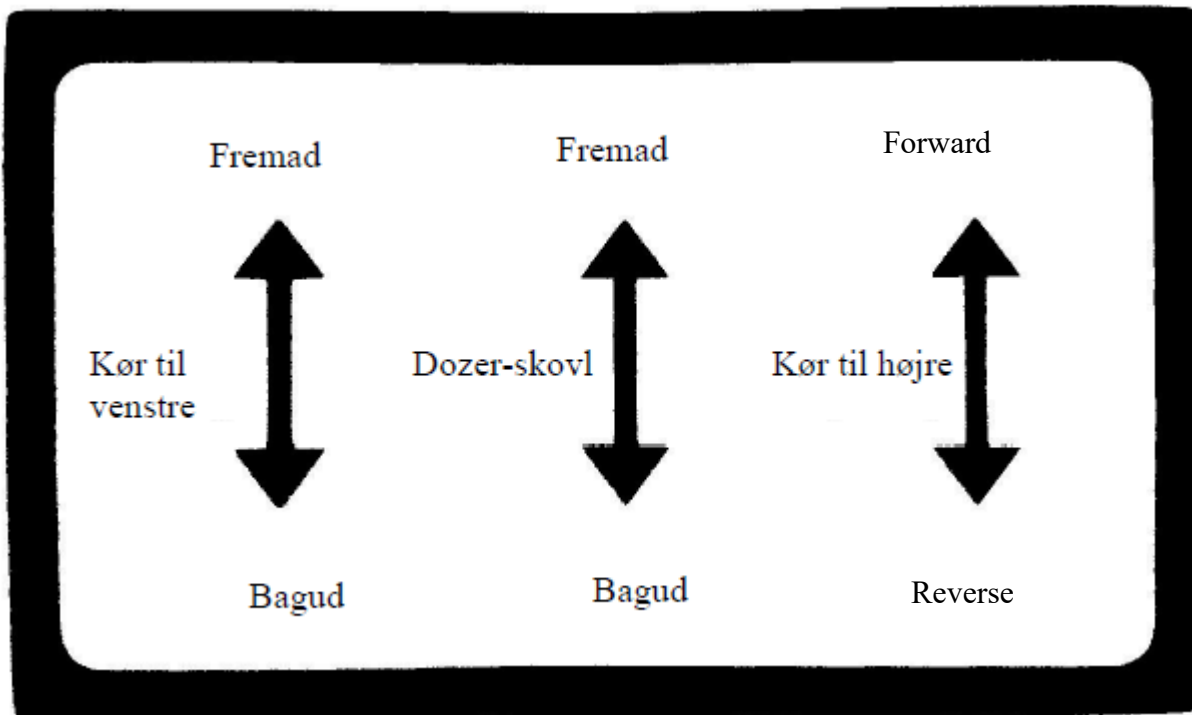 Fremad
Fremad
Forward
Kør til
venstre
Dozer-skovl
Kør til højre
Bagud
Bagud
Reverse